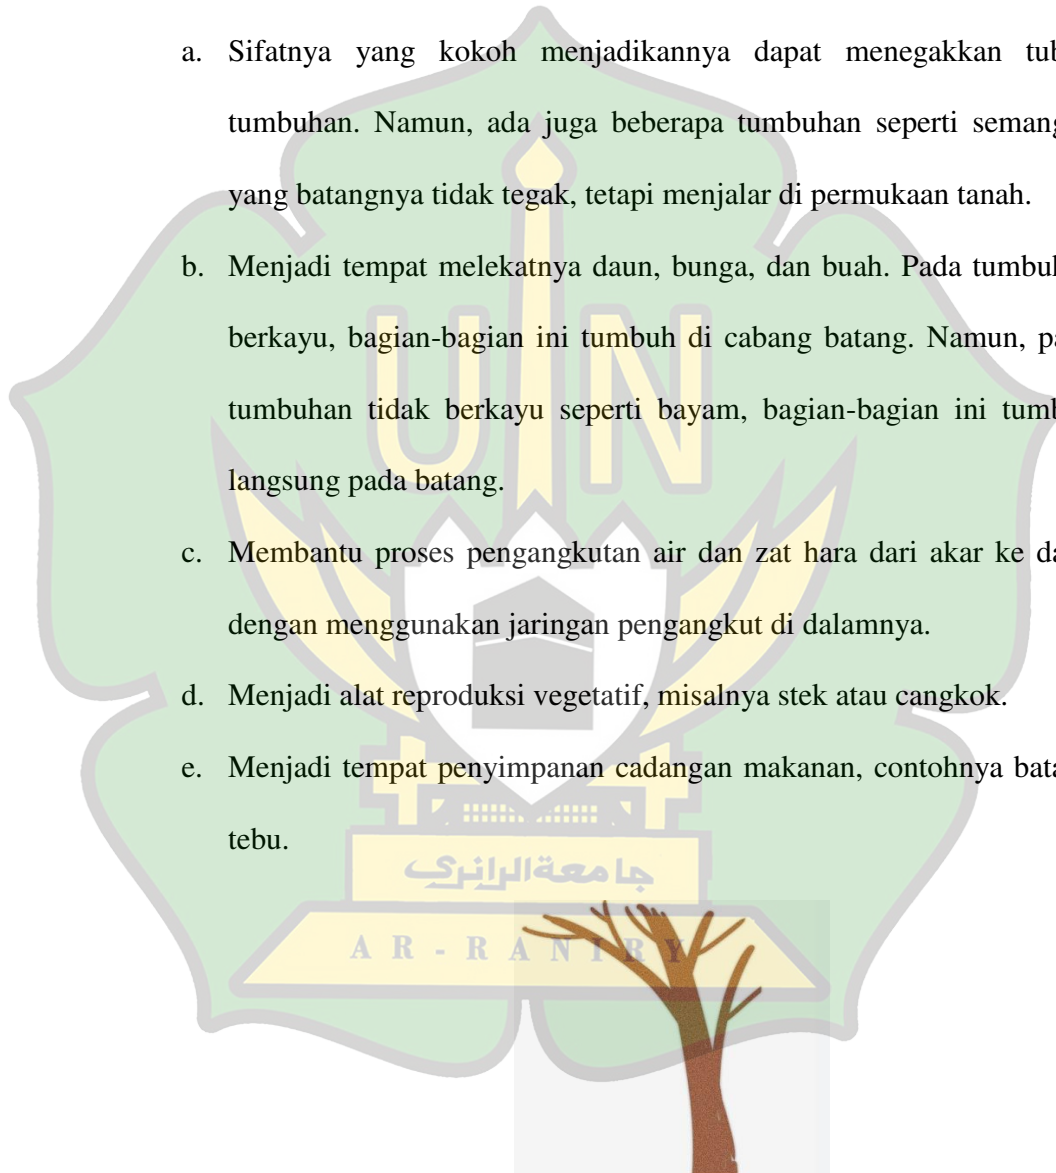 a. Sifatnya yang kokoh menjadikannya dapat menegakkan tub
tumbuhan. Namun, ada juga beberapa tumbuhan seperti semang
yang batangnya tidak tegak, tetapi menjalar di permukaan tanah.
b. Menjadi tempat melekatnya daun, bunga, dan buah. Pada tumbuh
berkayu, bagian-bagian ini tumbuh di cabang batang. Namun, pa
tumbuhan tidak berkayu seperti bayam, bagian-bagian ini tumb
langsung pada batang.
c. Membantu proses pengangkutan air dan zat hara dari akar ke da
dengan menggunakan jaringan pengangkut di dalamnya.
d. Menjadi alat reproduksi vegetatif, misalnya stek atau cangkok.
e. Menjadi tempat penyimpanan cadangan makanan, contohnya bata
tebu.
UIN
جامعة الرانري
AR-RANIRY